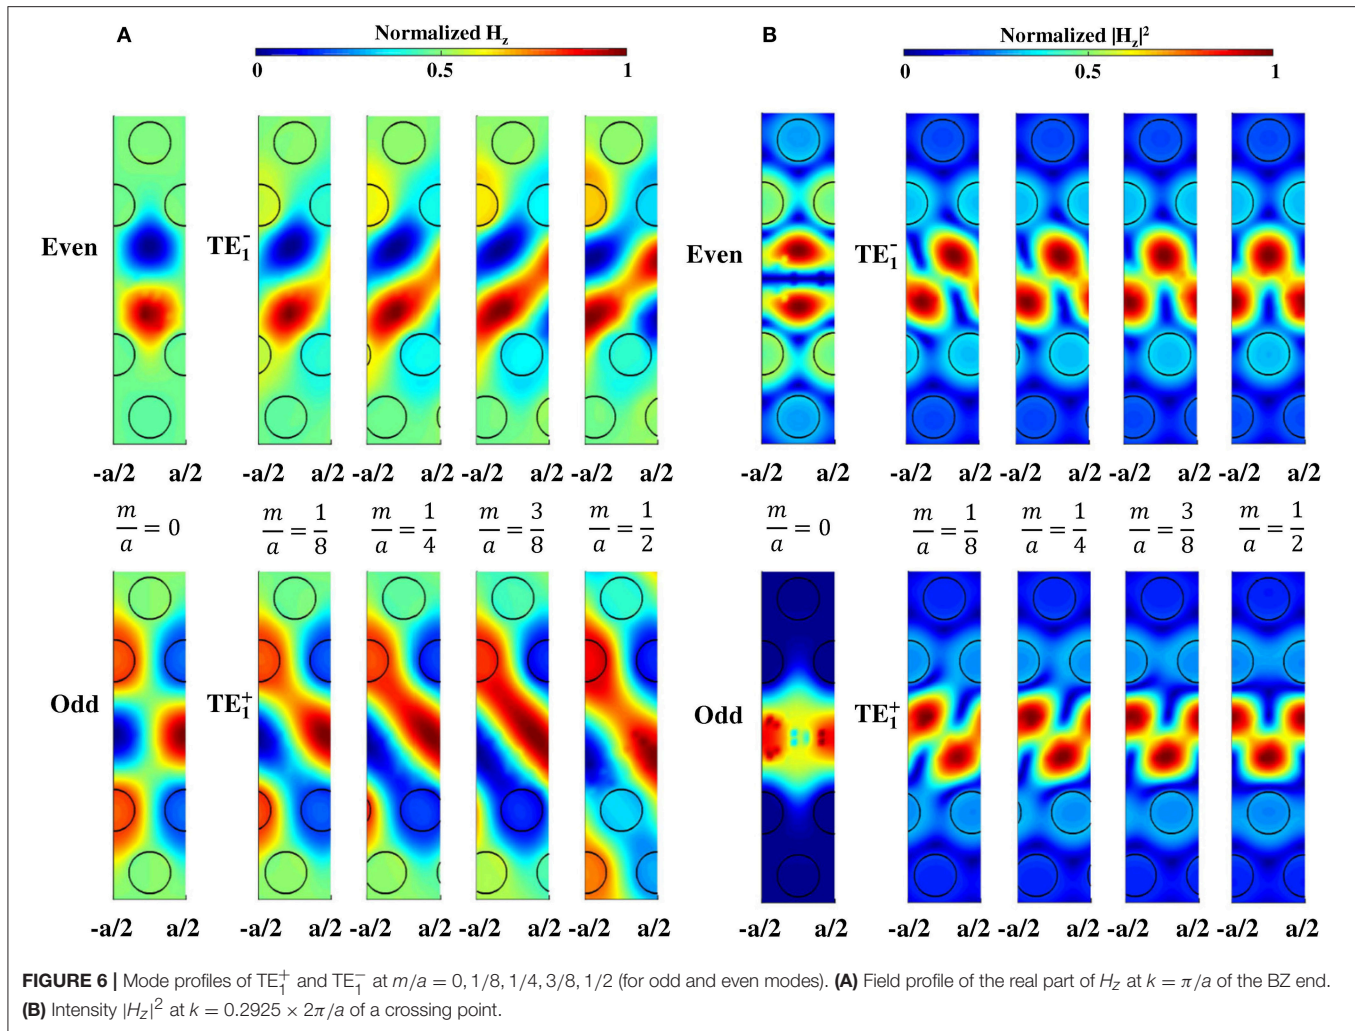 A
Normalized H_z
0 0.5 1
B
Normalized |H_z|^2
0 0.5 1
Even
TE_1^-
Even
TE_1^-
-a/2 a/2 -a/2 a/2 -a/2 a/2 -a/2 a/2 -a/2 a/2
-a/2 a/2 -a/2 a/2 -a/2 a/2 -a/2 a/2 -a/2 a/2
m/a = 0 m/a = 1/8 m/a = 1/4 m/a = 3/8 m/a = 1/2
m/a = 0 m/a = 1/8 m/a = 1/4 m/a = 3/8 m/a = 1/2
Odd
TE_1^+
Odd
TE_1^+
-a/2 a/2 -a/2 a/2 -a/2 a/2 -a/2 a/2 -a/2 a/2
-a/2 a/2 -a/2 a/2 -a/2 a/2 -a/2 a/2 -a/2 a/2
FIGURE 6 | Mode profiles of TE_1^+ and TE_1^- at m/a = 0, 1/8, 1/4, 3/8, 1/2 (for odd and even modes). (A) Field profile of the real part of H_z at k = π/a of the BZ end.
(B) Intensity |H_z|^2 at k = 0.2925 × 2π/a of a crossing point.